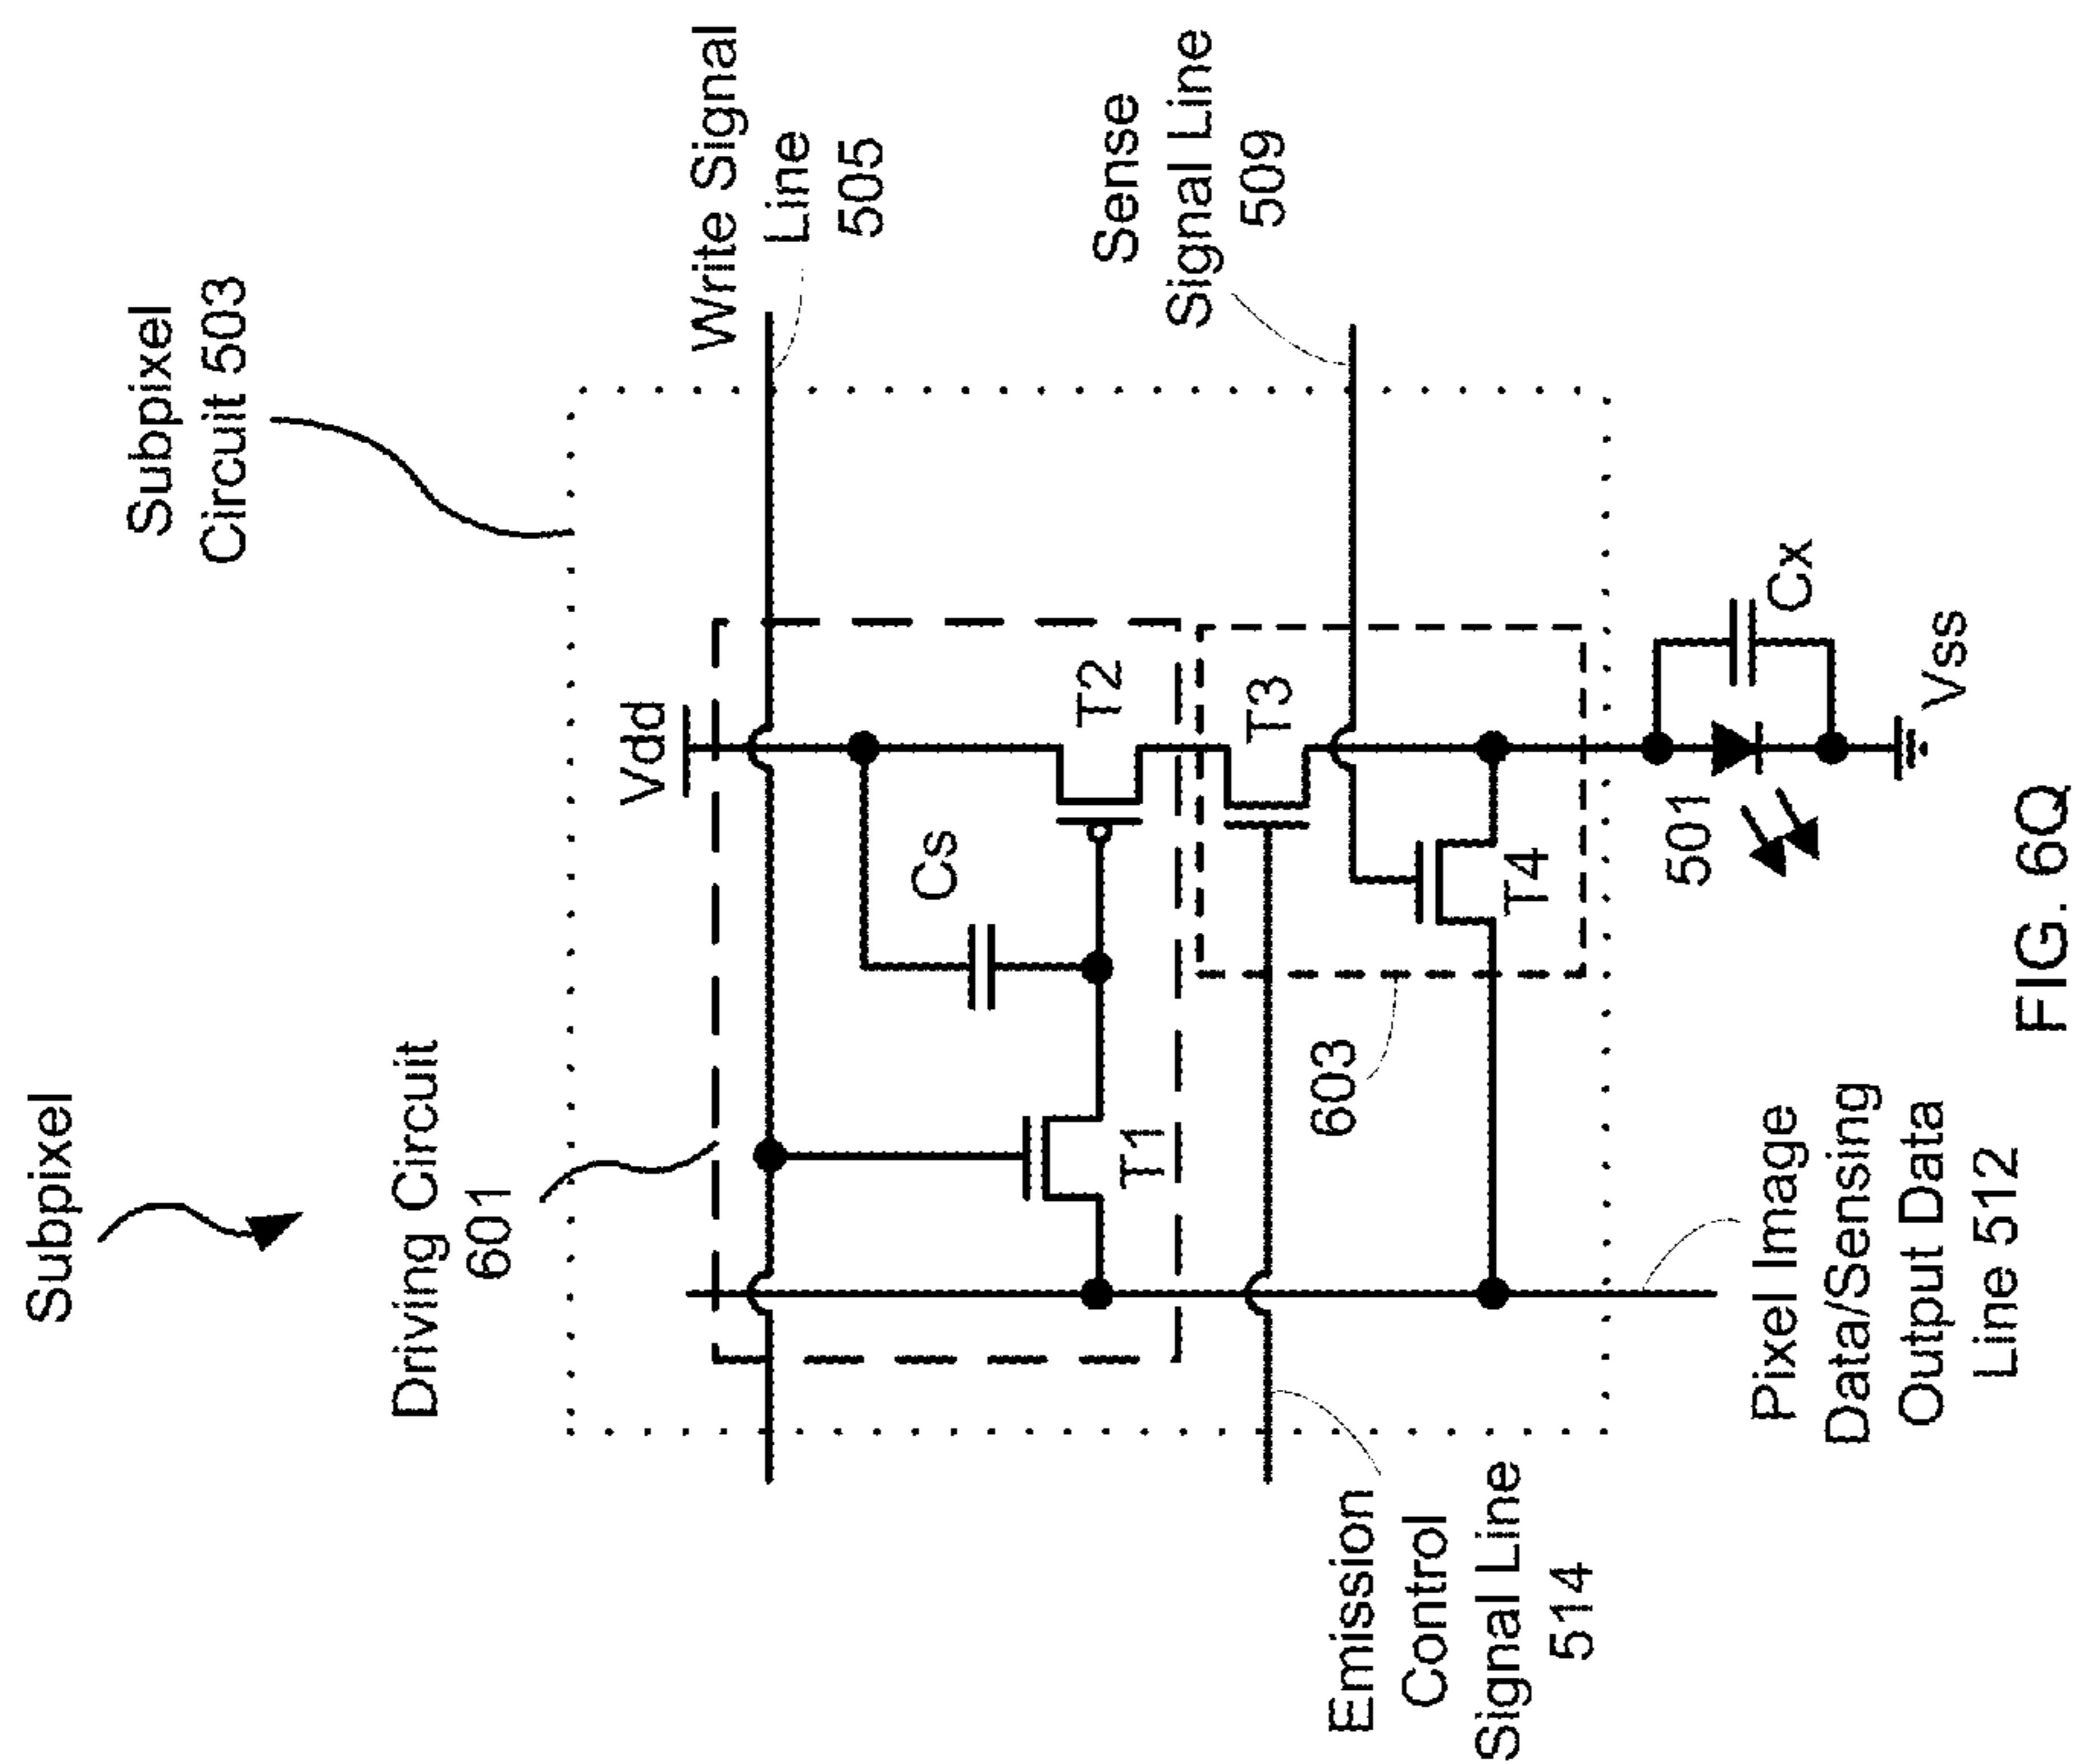 Subpixel
Subpixel
Circuit 503
Driving Circuit
601
Write Signal
Line
505
Vdd
Cs
T2
T1
Sense
Signal Line
509
T3
T4
603
Emission
Control
Signal Line
514
501
Cx
Vss
Pixel Image
Data/Sensing
Output Data
Line 512
FIG. 6Q